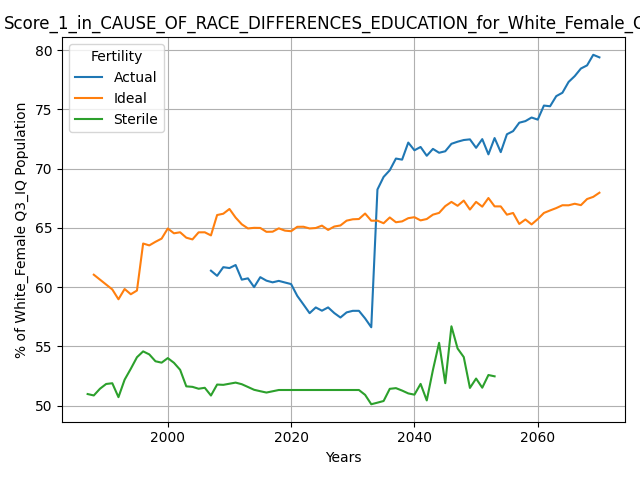 Score_1_in_CAUSE_OF_RACE_DIFFERENCES_EDUCATION_for_White_Female_
Fertility
Actual
Ideal
Sterile
% of White_Female Q3_IQ Population
80
75
70
65
60
55
50
2000
2020
2040
2060
Years